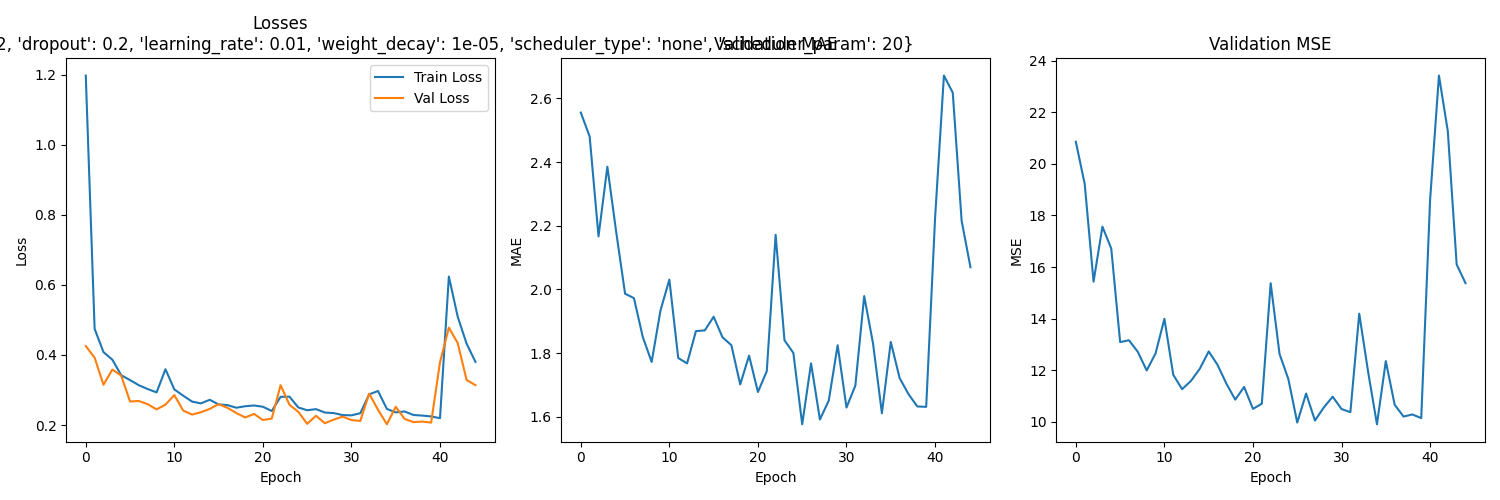 Losses
2, 'dropout': 0.2, 'learning_rate': 0.01, 'weight_decay': 1e-05, 'scheduler_type': 'none', 'scheduler_param': 20}
Train Loss
Val Loss
1.2
1.0
0.8
0.6
0.4
0.2
Loss
0 10 20 30 40
Epoch
Validation MAE
2.6
2.4
2.2
2.0
1.8
1.6
MAE
0 10 20 30 40
Epoch
Validation MSE
24
22
20
18
16
14
12
10
MSE
0 10 20 30 40
Epoch